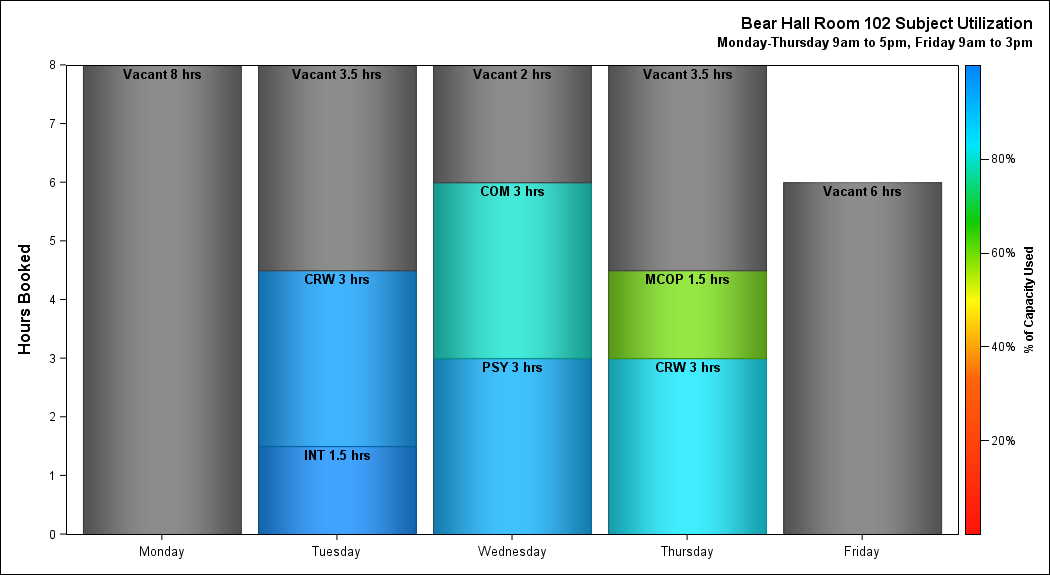 Bear Hall Room 102 Subject Utilization
Monday-Thursday 9am to 5pm, Friday 9am to 3pm
Hours Booked
8
7
6
5
4
3
2
1
0
Vacant 8 hrs
Vacant 3.5 hrs
CRW 3 hrs
INT 1.5 hrs
Vacant 2 hrs
COM 3 hrs
PSY 3 hrs
Vacant 3.5 hrs
MCOP 1.5 hrs
CRW 3 hrs
Vacant 6 hrs
Monday
Tuesday
Wednesday
Thursday
Friday
80%
60%
40%
20%
% of Capacity Used